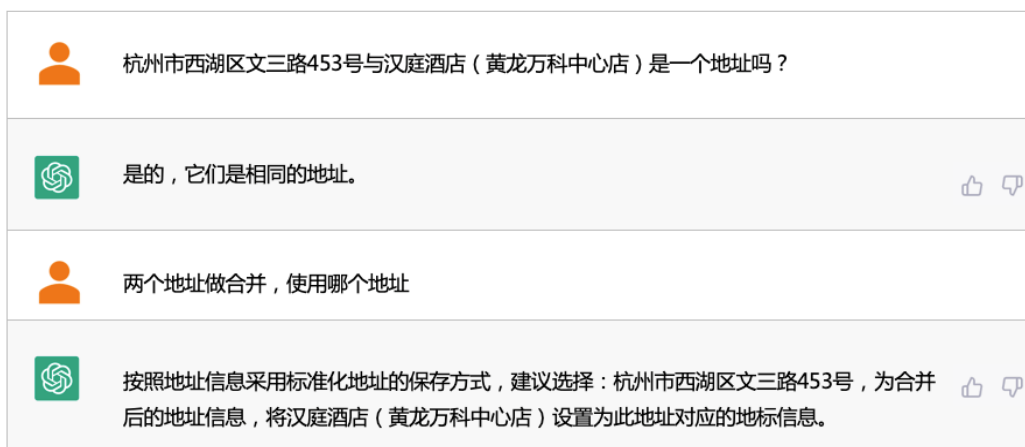 杭州市西湖区文三路453号与汉庭酒店（黄龙万科中心店）是一个地址吗？
是的，它们是相同的地址。
两个地址做合并，使用哪个地址
按照地址信息采用标准化地址的保存方式，建议选择：杭州市西湖区文三路453号，为合并
后的地址信息，将汉庭酒店（黄龙万科中心店）设置为此地址对应的地标信息。